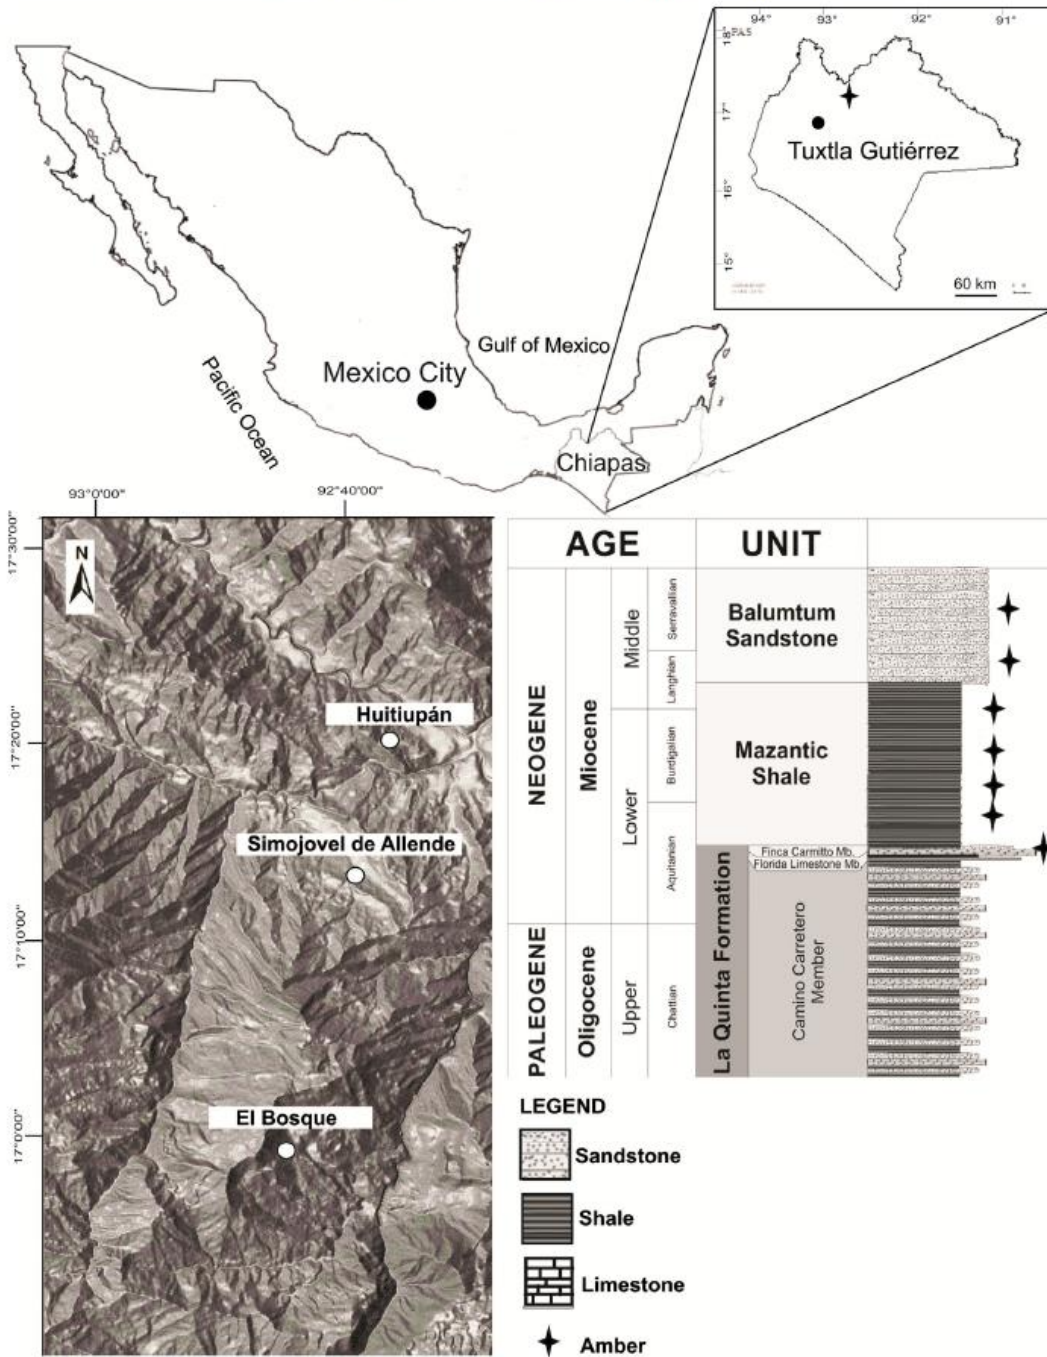 94° 93° 92° 91°
18°
17°
16°
15°
Tuxtla Gutiérrez
60 km
Gulf of Mexico
Mexico City
Pacific Ocean
Chiapas
93°0'00" 92°40'00"
17°30'00"
17°20'00"
17°10'00"
17°0'00"
N
Huitiupán
Simojovel de Allende
El Bosque
AGE UNIT
NEOGENE
Miocene
Middle
Lower
Serravallian
Langhian
Burdigalian
Aquitanian
PALEOGENE
Oligocene
Upper
Chattian
Balumtum
Sandstone
Mazantic
Shale
La Quinta Formation
Finca Carmitto Mb.
Florida Limestone Mb.
Camino Carretero
Member
LEGEND
Sandstone
Shale
Limestone
Amber